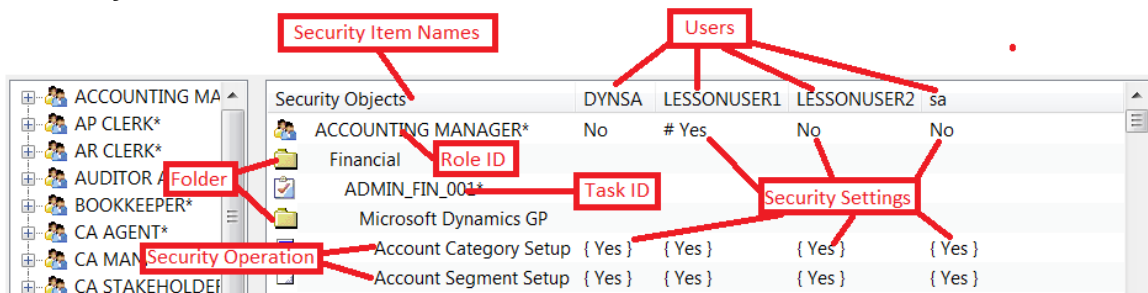 Security Item Names
Users
ACCOUNTING MA
AP CLERK*
AR CLERK*
AUDITOR A
BOOKKEEPER*
CA AGENT*
CA MAN
CA STAKEHOLDER
Folder
Security Operation
Security Objects DYNSA LESSONUSER1 LESSONUSER2 sa
ACCOUNTING MANAGER* No # Yes No No
Financial
Role ID
ADMIN_FIN_001*
Task ID
Security Settings
Microsoft Dynamics GP
Account Category Setup { Yes } { Yes } { Yes } { Yes }
Account Segment Setup { Yes } { Yes } { Yes } { Yes }